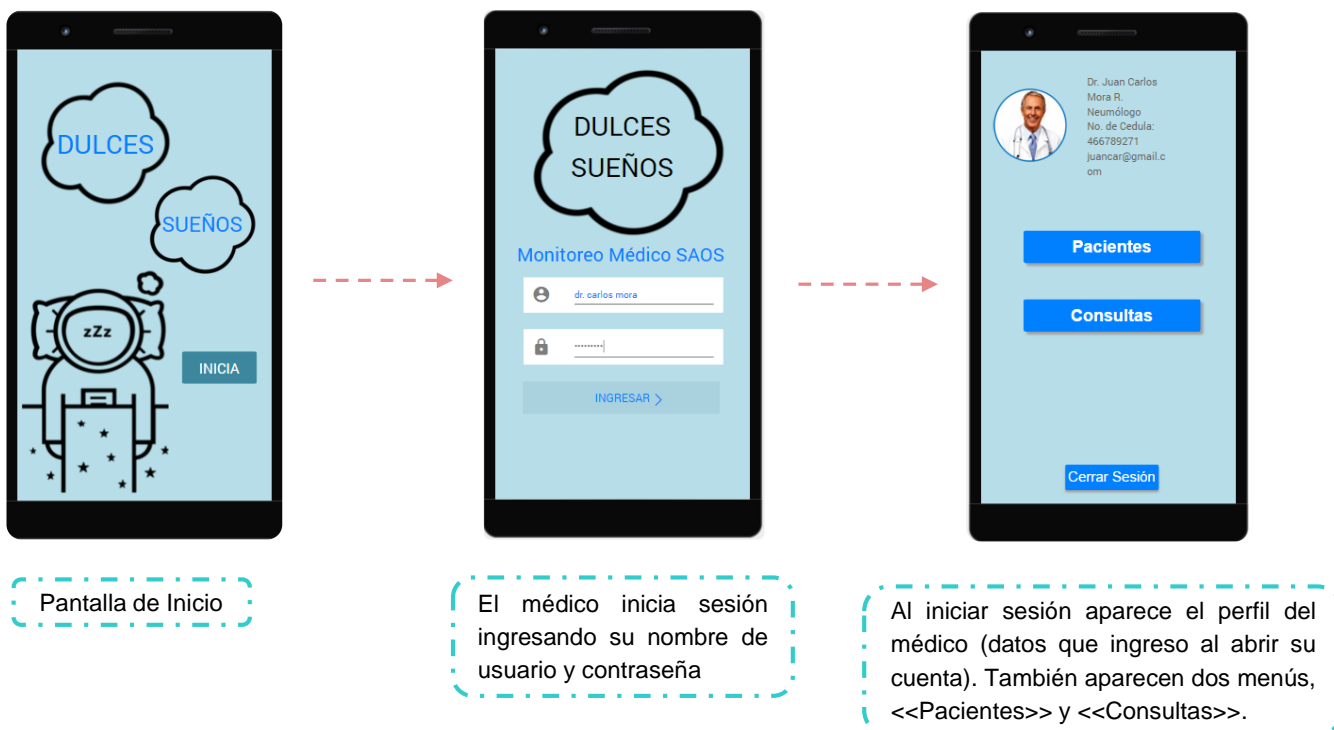 DULCES
SUEÑOS
zZz
INICIA
Pantalla de Inicio
DULCES
SUEÑOS
Monitoreo Médico SAOS
dr. carlos mora
INGRESAR
El médico inicia sesión
ingresando su nombre de
usuario y contraseña
Dr. Juan Carlos
Mora R.
Neumólogo
No. de Cedula:
466789271
juancar@gmail.c
om
Pacientes
Consultas
Cerrar Sesión
Al iniciar sesión aparece el perfil del
médico (datos que ingreso al abrir su
cuenta). También aparecen dos menús,
<<Pacientes>> y <<Consultas>>.